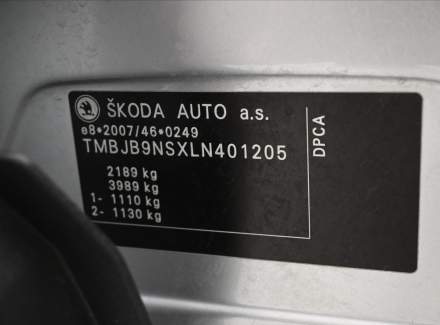 ŠKODA AUTO a.s.
e8*2007/46*0249
TMBJB9NSXLN401205
2189 kg
3989 kg
1- 1110 kg
2- 1130 kg
DPCA